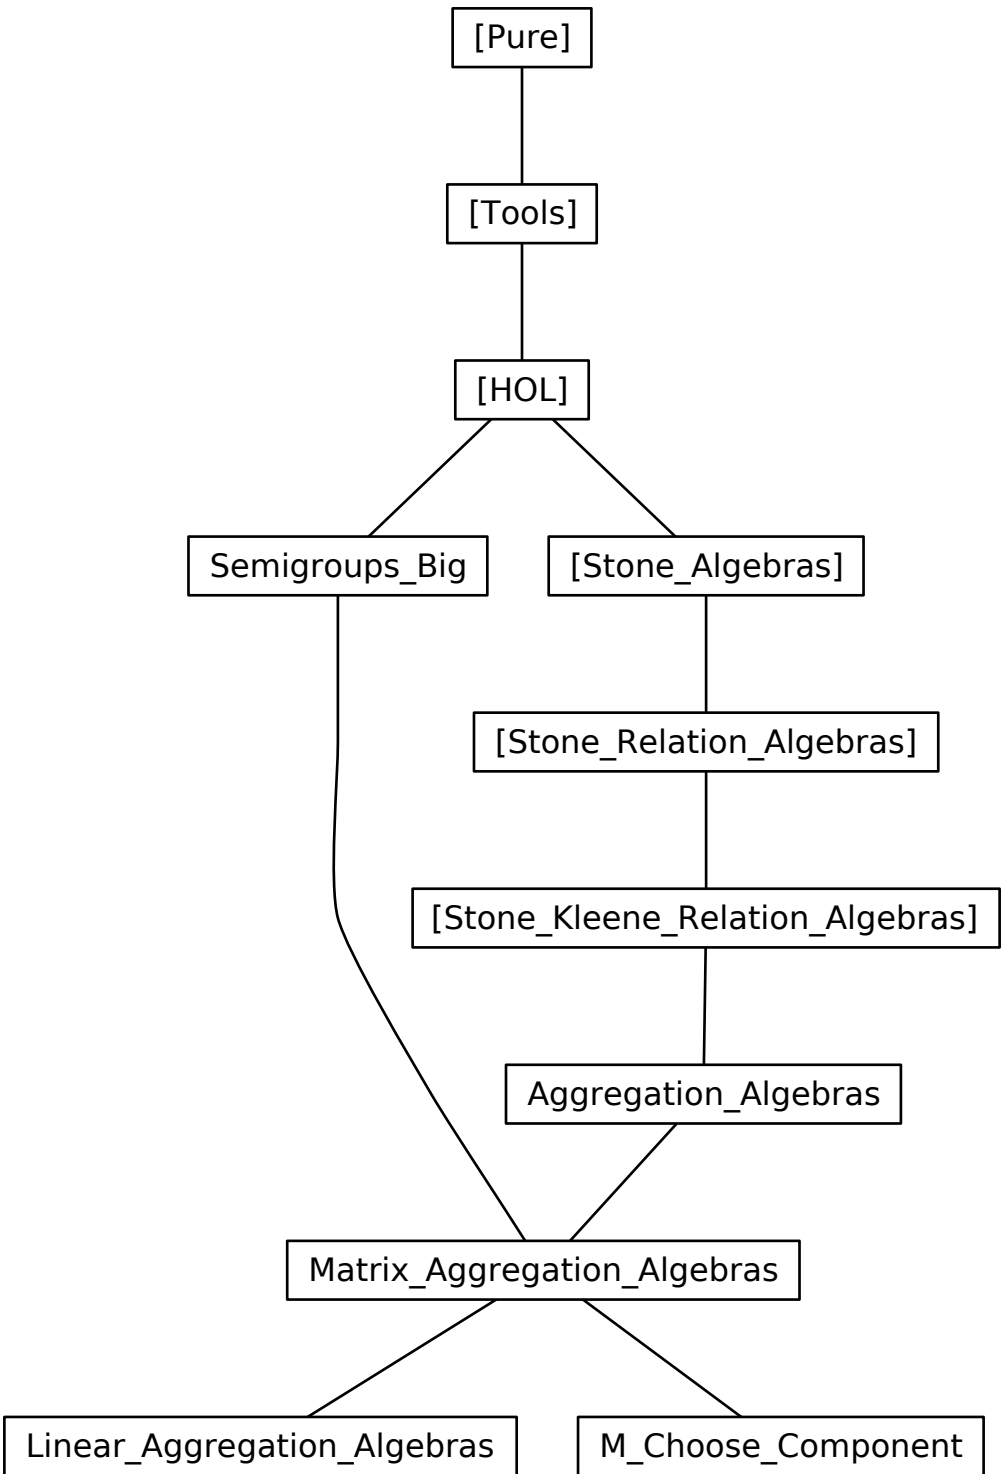 [Pure]
[Tools]
[HOL]
Semigroups_Big
[Stone_Algebras]
[Stone_Relation_Algebras]
[Stone_Kleene_Relation_Algebras]
Aggregation_Algebras
Matrix_Aggregation_Algebras
Linear_Aggregation_Algebras
M_Choose_Component